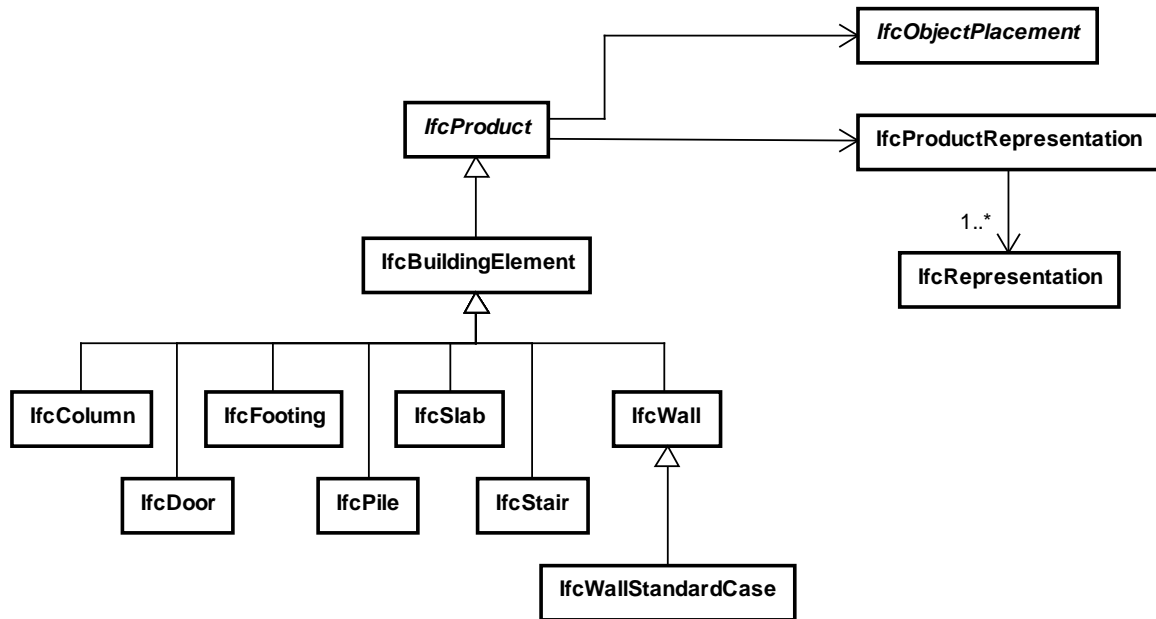 IfcObjectPlacement
IfcProduct
IfcProductRepresentation
1..*
IfcBuildingElement
IfcRepresentation
IfcColumn
IfcFooting
IfcSlab
IfcWall
IfcDoor
IfcPile
IfcStair
IfcWallStandardCase